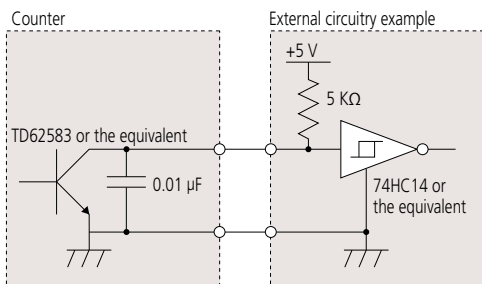 Counter
External circuitry example
+5 V
5 KΩ
TD62583 or the equivalent
0.01 µF
74HC14 or
the equivalent